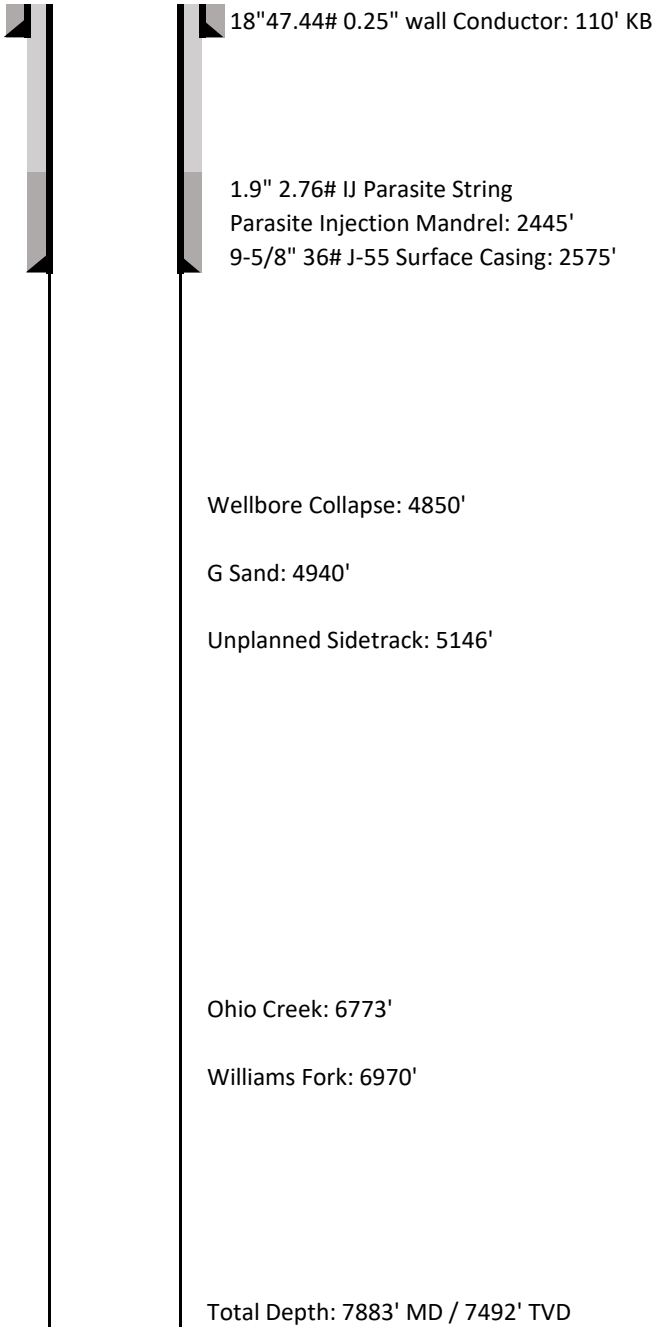 18"47.44# 0.25" wall Conductor: 110' KB
1.9" 2.76# IJ Parasite String
Parasite Injection Mandrel: 2445'
9-5/8" 36# J-55 Surface Casing: 2575'
Wellbore Collapse: 4850'
G Sand: 4940'
Unplanned Sidetrack: 5146'
Ohio Creek: 6773'
Williams Fork: 6970'
Total Depth: 7883' MD / 7492' TVD